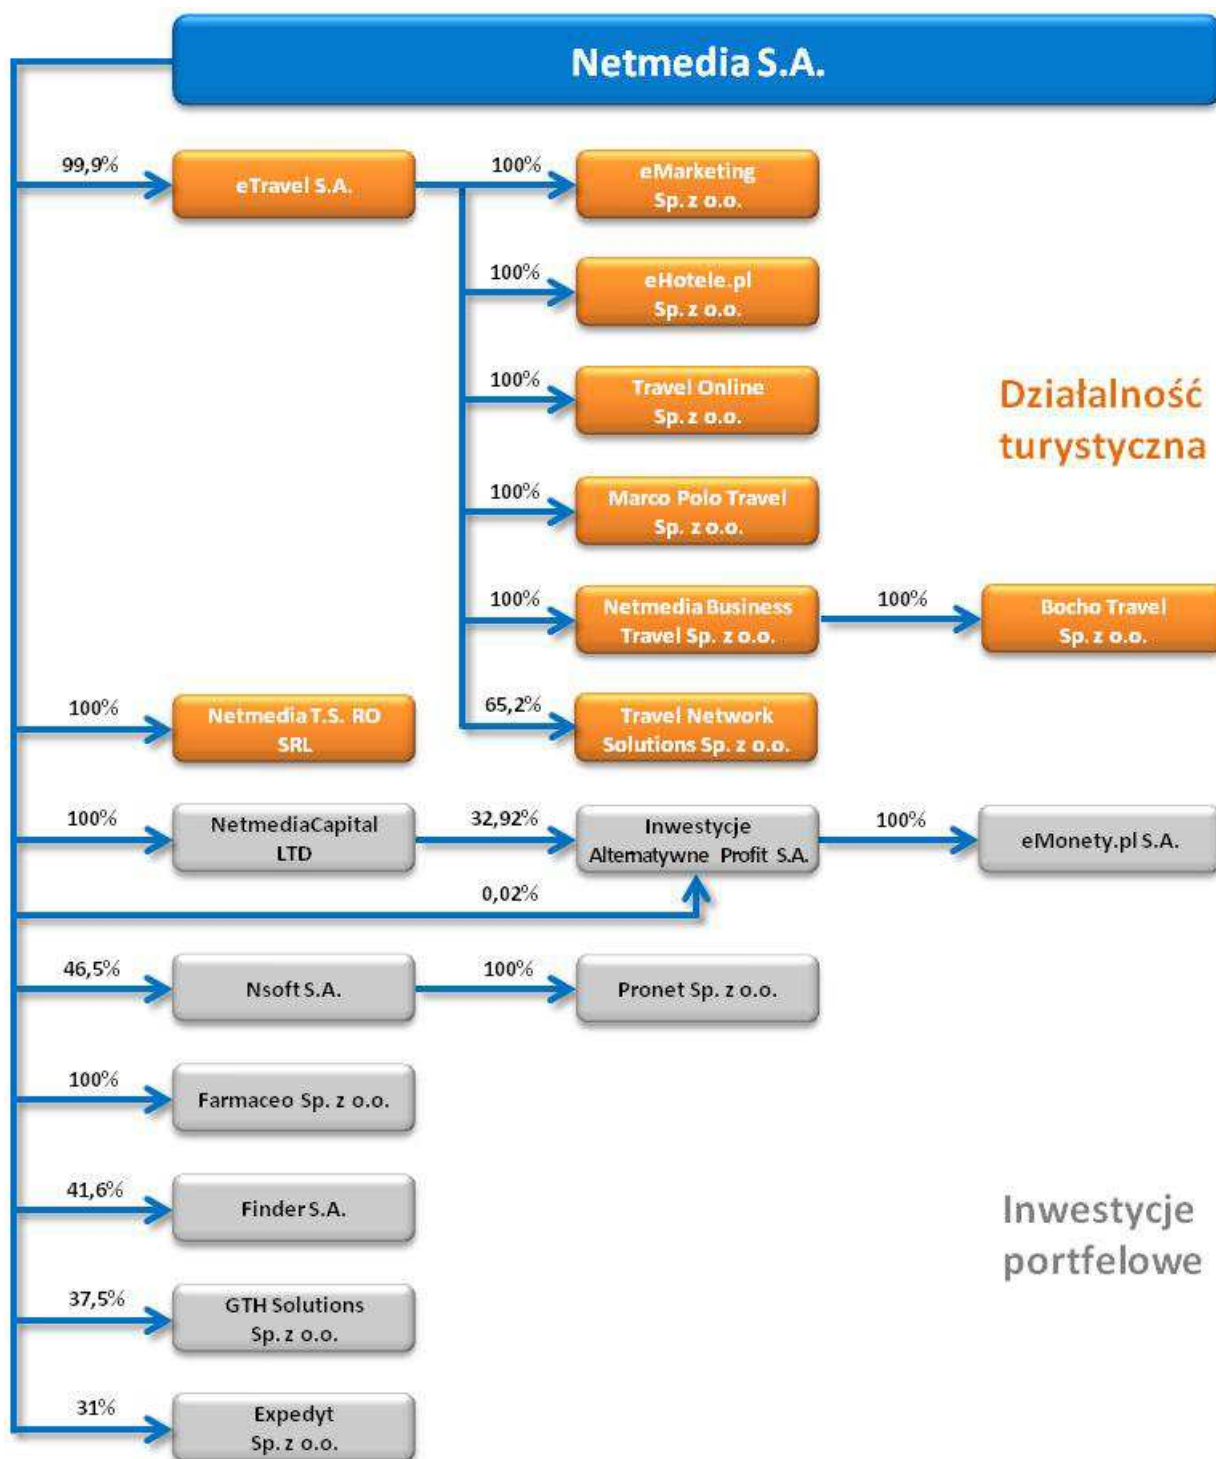 Netmedia S.A.
99,9%
eTravel S.A.
100%
eMarketing
Sp. z o.o.
100%
eHotele.pl
Sp. z o.o.
100%
Travel Online
Sp. z o.o.
Działalność
turystyczna
100%
Marco Polo Travel
Sp. z o.o.
100%
Netmedia Business
Travel Sp. z o.o.
100%
Bocho Travel
Sp. z o.o.
100%
Netmedia T.S. RO
SRL
65,2%
Travel Network
Solutions Sp. z o.o.
100%
NetmediaCapital
LTD
32,92%
Inwestycje
Alternatywne Profit S.A.
100%
eMonety.pl S.A.
0,02%
46,5%
Nsoft S.A.
100%
Pronet Sp. z o.o.
100%
Farmaceo Sp. z o.o.
41,6%
Finder S.A.
Inwestycje
portfelowe
37,5%
GTH Solutions
Sp. z o.o.
31%
Expedyt
Sp. z o.o.